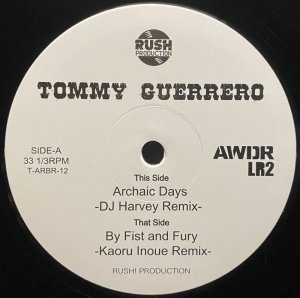 RUSH
PRODUCTION
TOMMY GUERRERO
SIDE-A
33 1/3RPM
T-ARBR-12
AWDR
LR2
This Side
Archaic Days
-DJ Harvey Remix-
That Side
By Fist and Fury
-Kaoru Inoue Remix-
RUSH! PRODUCTION